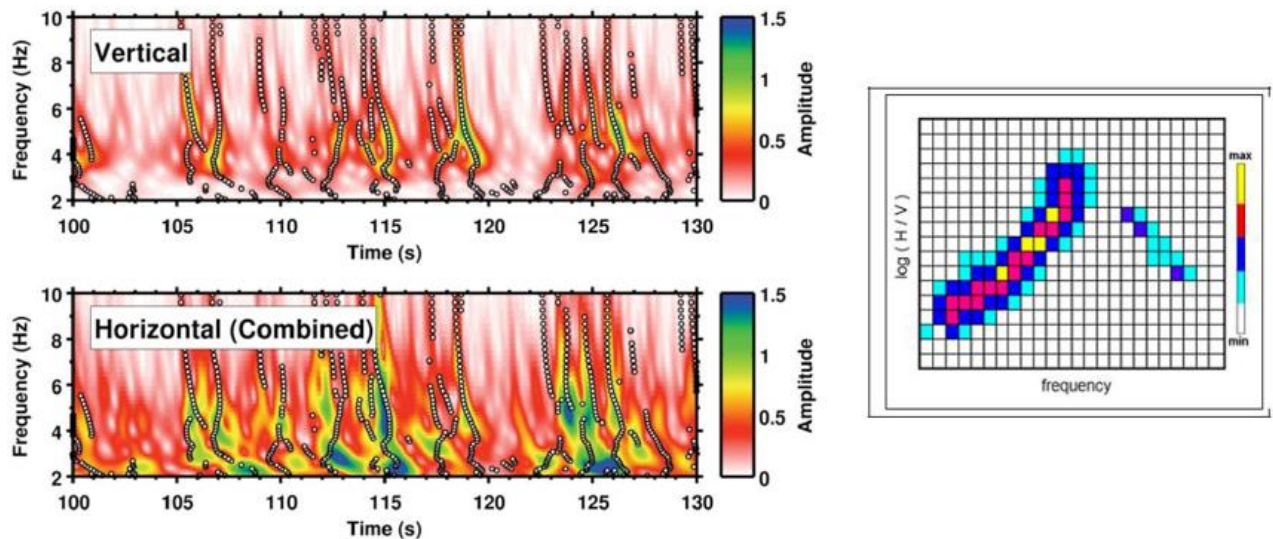 10
8
6
4
2
Frequency (Hz)
Vertical
100 105 110 115 120 125 130
Time (s)
1.5
1
0.5
0
Amplitude
10
8
6
4
2
Frequency (Hz)
Horizontal (Combined)
100 105 110 115 120 125 130
Time (s)
1.5
1
0.5
0
Amplitude
log ( H / V )
frequency
max
min